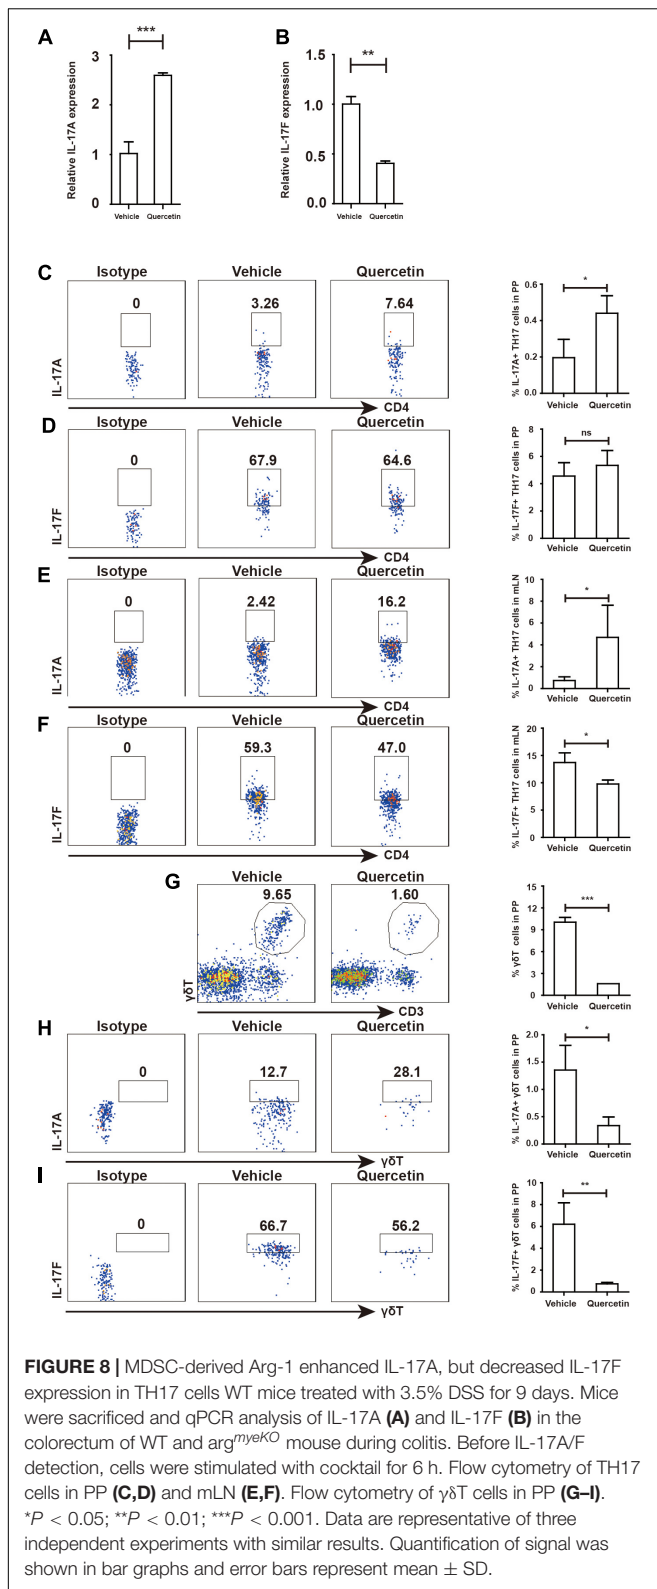 A
***
Relative IL-17A expression
3
2
1
0
Vehicle Quercetin
B
**
Relative IL-17F expression
1.5
1.0
0.5
0.0
Vehicle Quercetin
C
Isotype Vehicle Quercetin
0 3.26 7.64
IL-17A
CD4
% IL-17A+ TH17 cells in PP
*
0.6
0.4
0.2
0.0
Vehicle Quercetin
D
Isotype Vehicle Quercetin
0 67.9 64.6
IL-17F
CD4
% IL-17F+ TH17 cells in PP
ns
8
6
4
2
0
Vehicle Quercetin
E
Isotype Vehicle Quercetin
0 2.42 16.2
IL-17A
CD4
% IL-17A+ TH17 cells in mLN
*
10
8
6
4
2
0
Vehicle Quercetin
F
Isotype Vehicle Quercetin
0 59.3 47.0
IL-17F
CD4
% IL-17F+ TH17 cells in mLN
*
20
15
10
5
0
Vehicle Quercetin
G
Vehicle Quercetin
9.65 1.60
γδT
CD3
% γδT cells in PP
***
15
12
9
6
3
0
Vehicle Quercetin
H
Isotype Vehicle Quercetin
0 12.7 28.1
IL-17A
γδT
% IL-17A+ γδT cells in PP
*
2.0
1.5
1.0
0.5
0.0
Vehicle Quercetin
I
Isotype Vehicle Quercetin
0 66.7 56.2
IL-17F
γδT
% IL-17F+ γδT cells in PP
**
10
8
6
4
2
0
Vehicle Quercetin
FIGURE 8 | MDSC-derived Arg-1 enhanced IL-17A, but decreased IL-17F
expression in TH17 cells WT mice treated with 3.5% DSS for 9 days. Mice
were sacrificed and qPCR analysis of IL-17A (A) and IL-17F (B) in the
colorectum of WT and arg^myeKO mouse during colitis. Before IL-17A/F
detection, cells were stimulated with cocktail for 6 h. Flow cytometry of TH17
cells in PP (C,D) and mLN (E,F). Flow cytometry of γδT cells in PP (G–I).
*P < 0.05; **P < 0.01; ***P < 0.001. Data are representative of three
independent experiments with similar results. Quantification of signal was
shown in bar graphs and error bars represent mean ± SD.